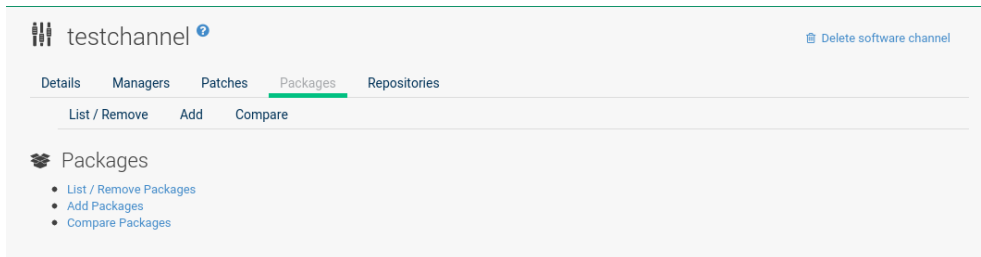 testchannel ?
Delete software channel
Details Managers Patches Packages Repositories
List / Remove Add Compare
Packages
List / Remove Packages
Add Packages
Compare Packages